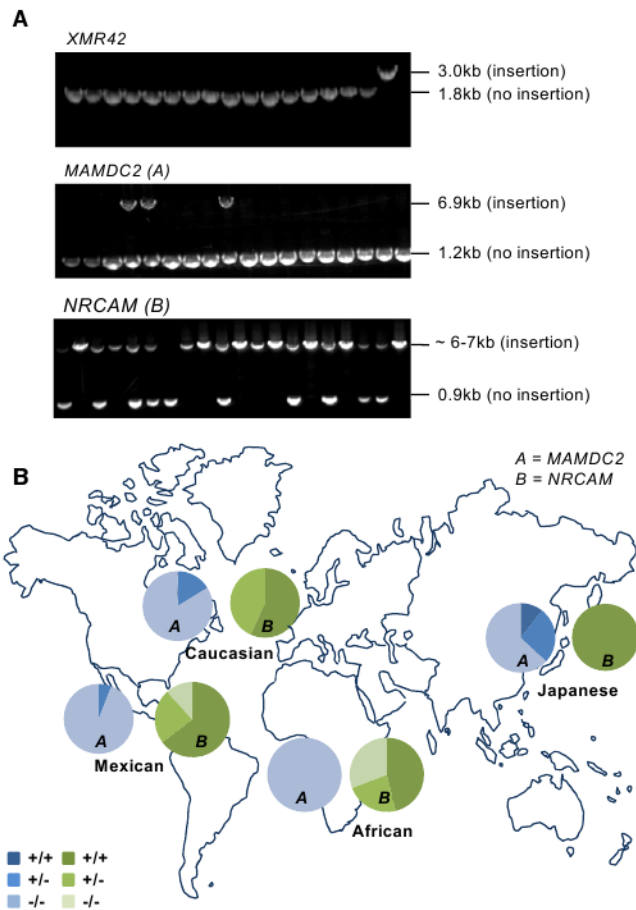 A
XMR42
3.0kb (insertion)
1.8kb (no insertion)
MAMDC2 (A)
6.9kb (insertion)
1.2kb (no insertion)
NRCAM (B)
~ 6-7kb (insertion)
0.9kb (no insertion)
B
A = MAMDC2
B = NRCAM
A
B
Caucasian
A
B
Japanese
A
B
Mexican
A
B
African
+/+ +/+
+/- +/-
-/- -/-